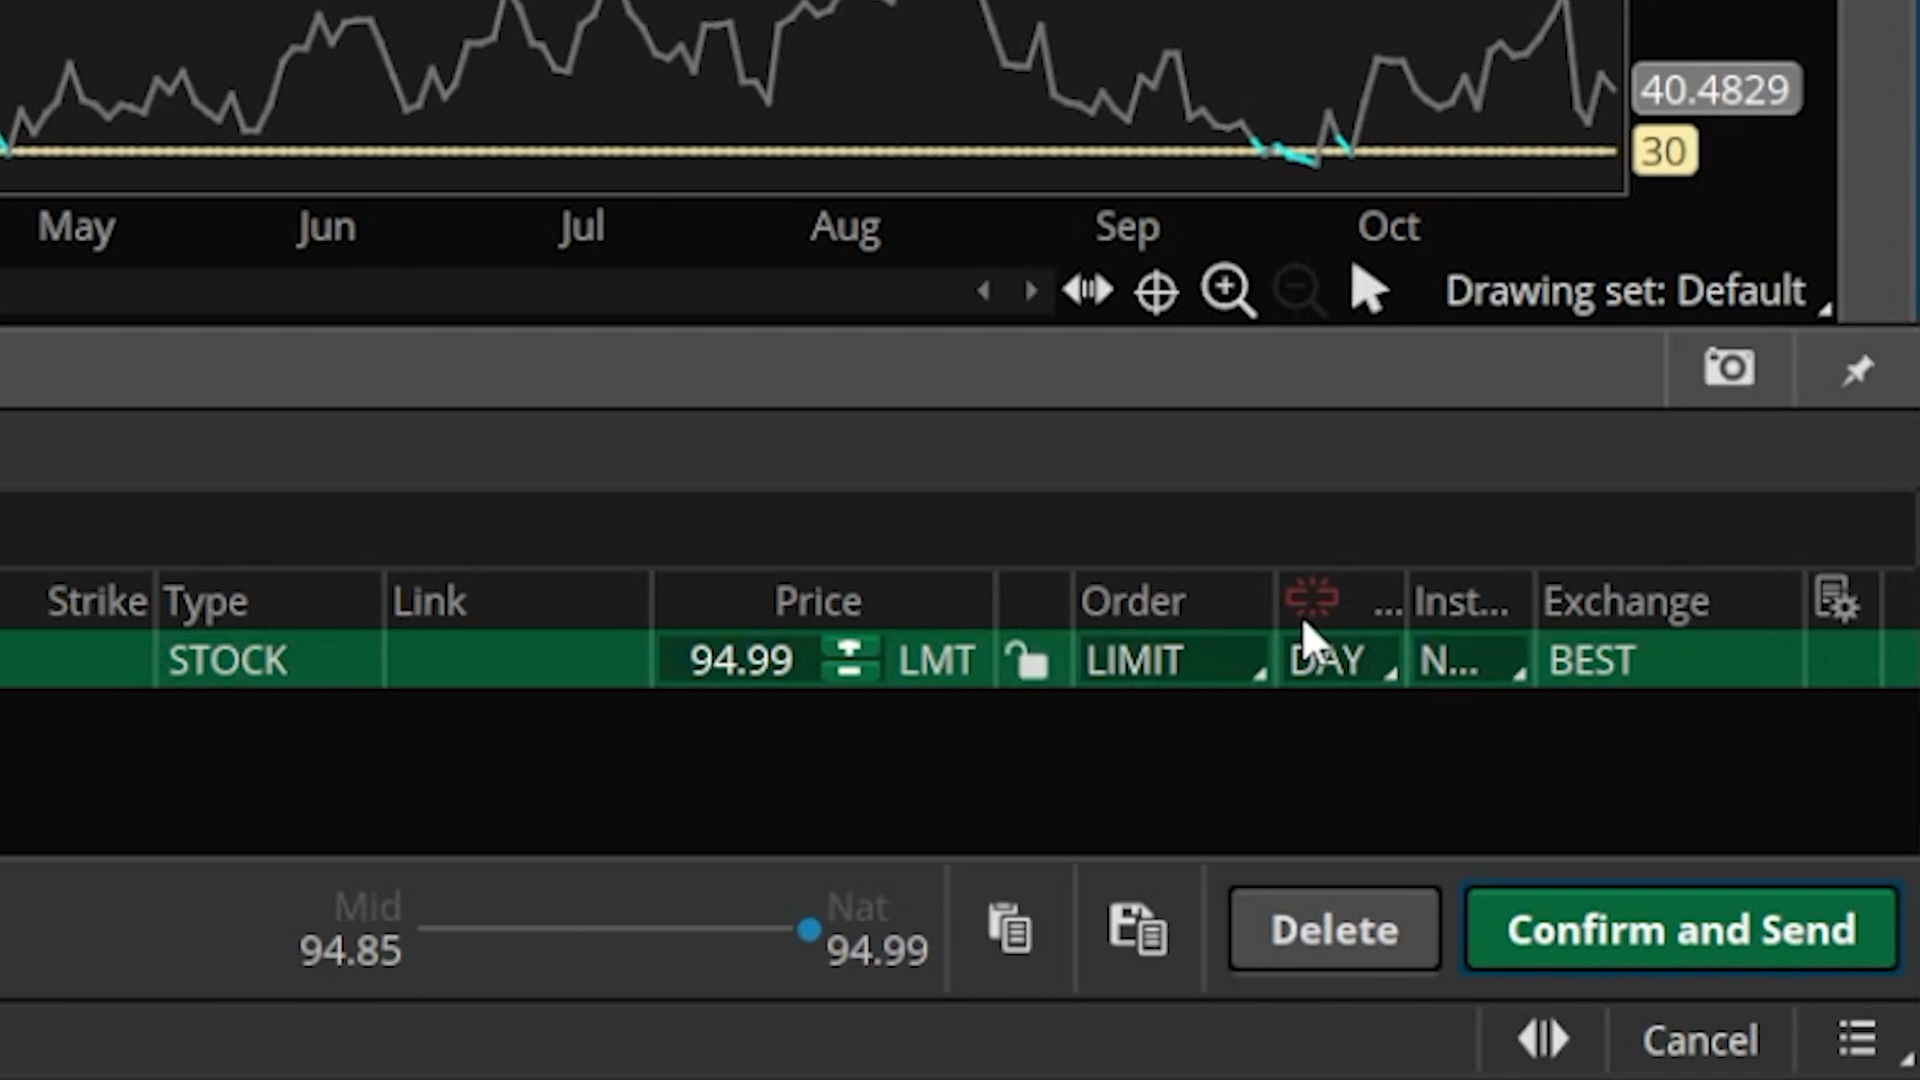 40.4829
30
May Jun Jul Aug Sep Oct
Drawing set: Default
Strike Type Link Price Order ... Inst... Exchange
STOCK 94.99 LMT LIMIT DAY N... BEST
Mid Nat
94.85 94.99
Delete Confirm and Send
Cancel